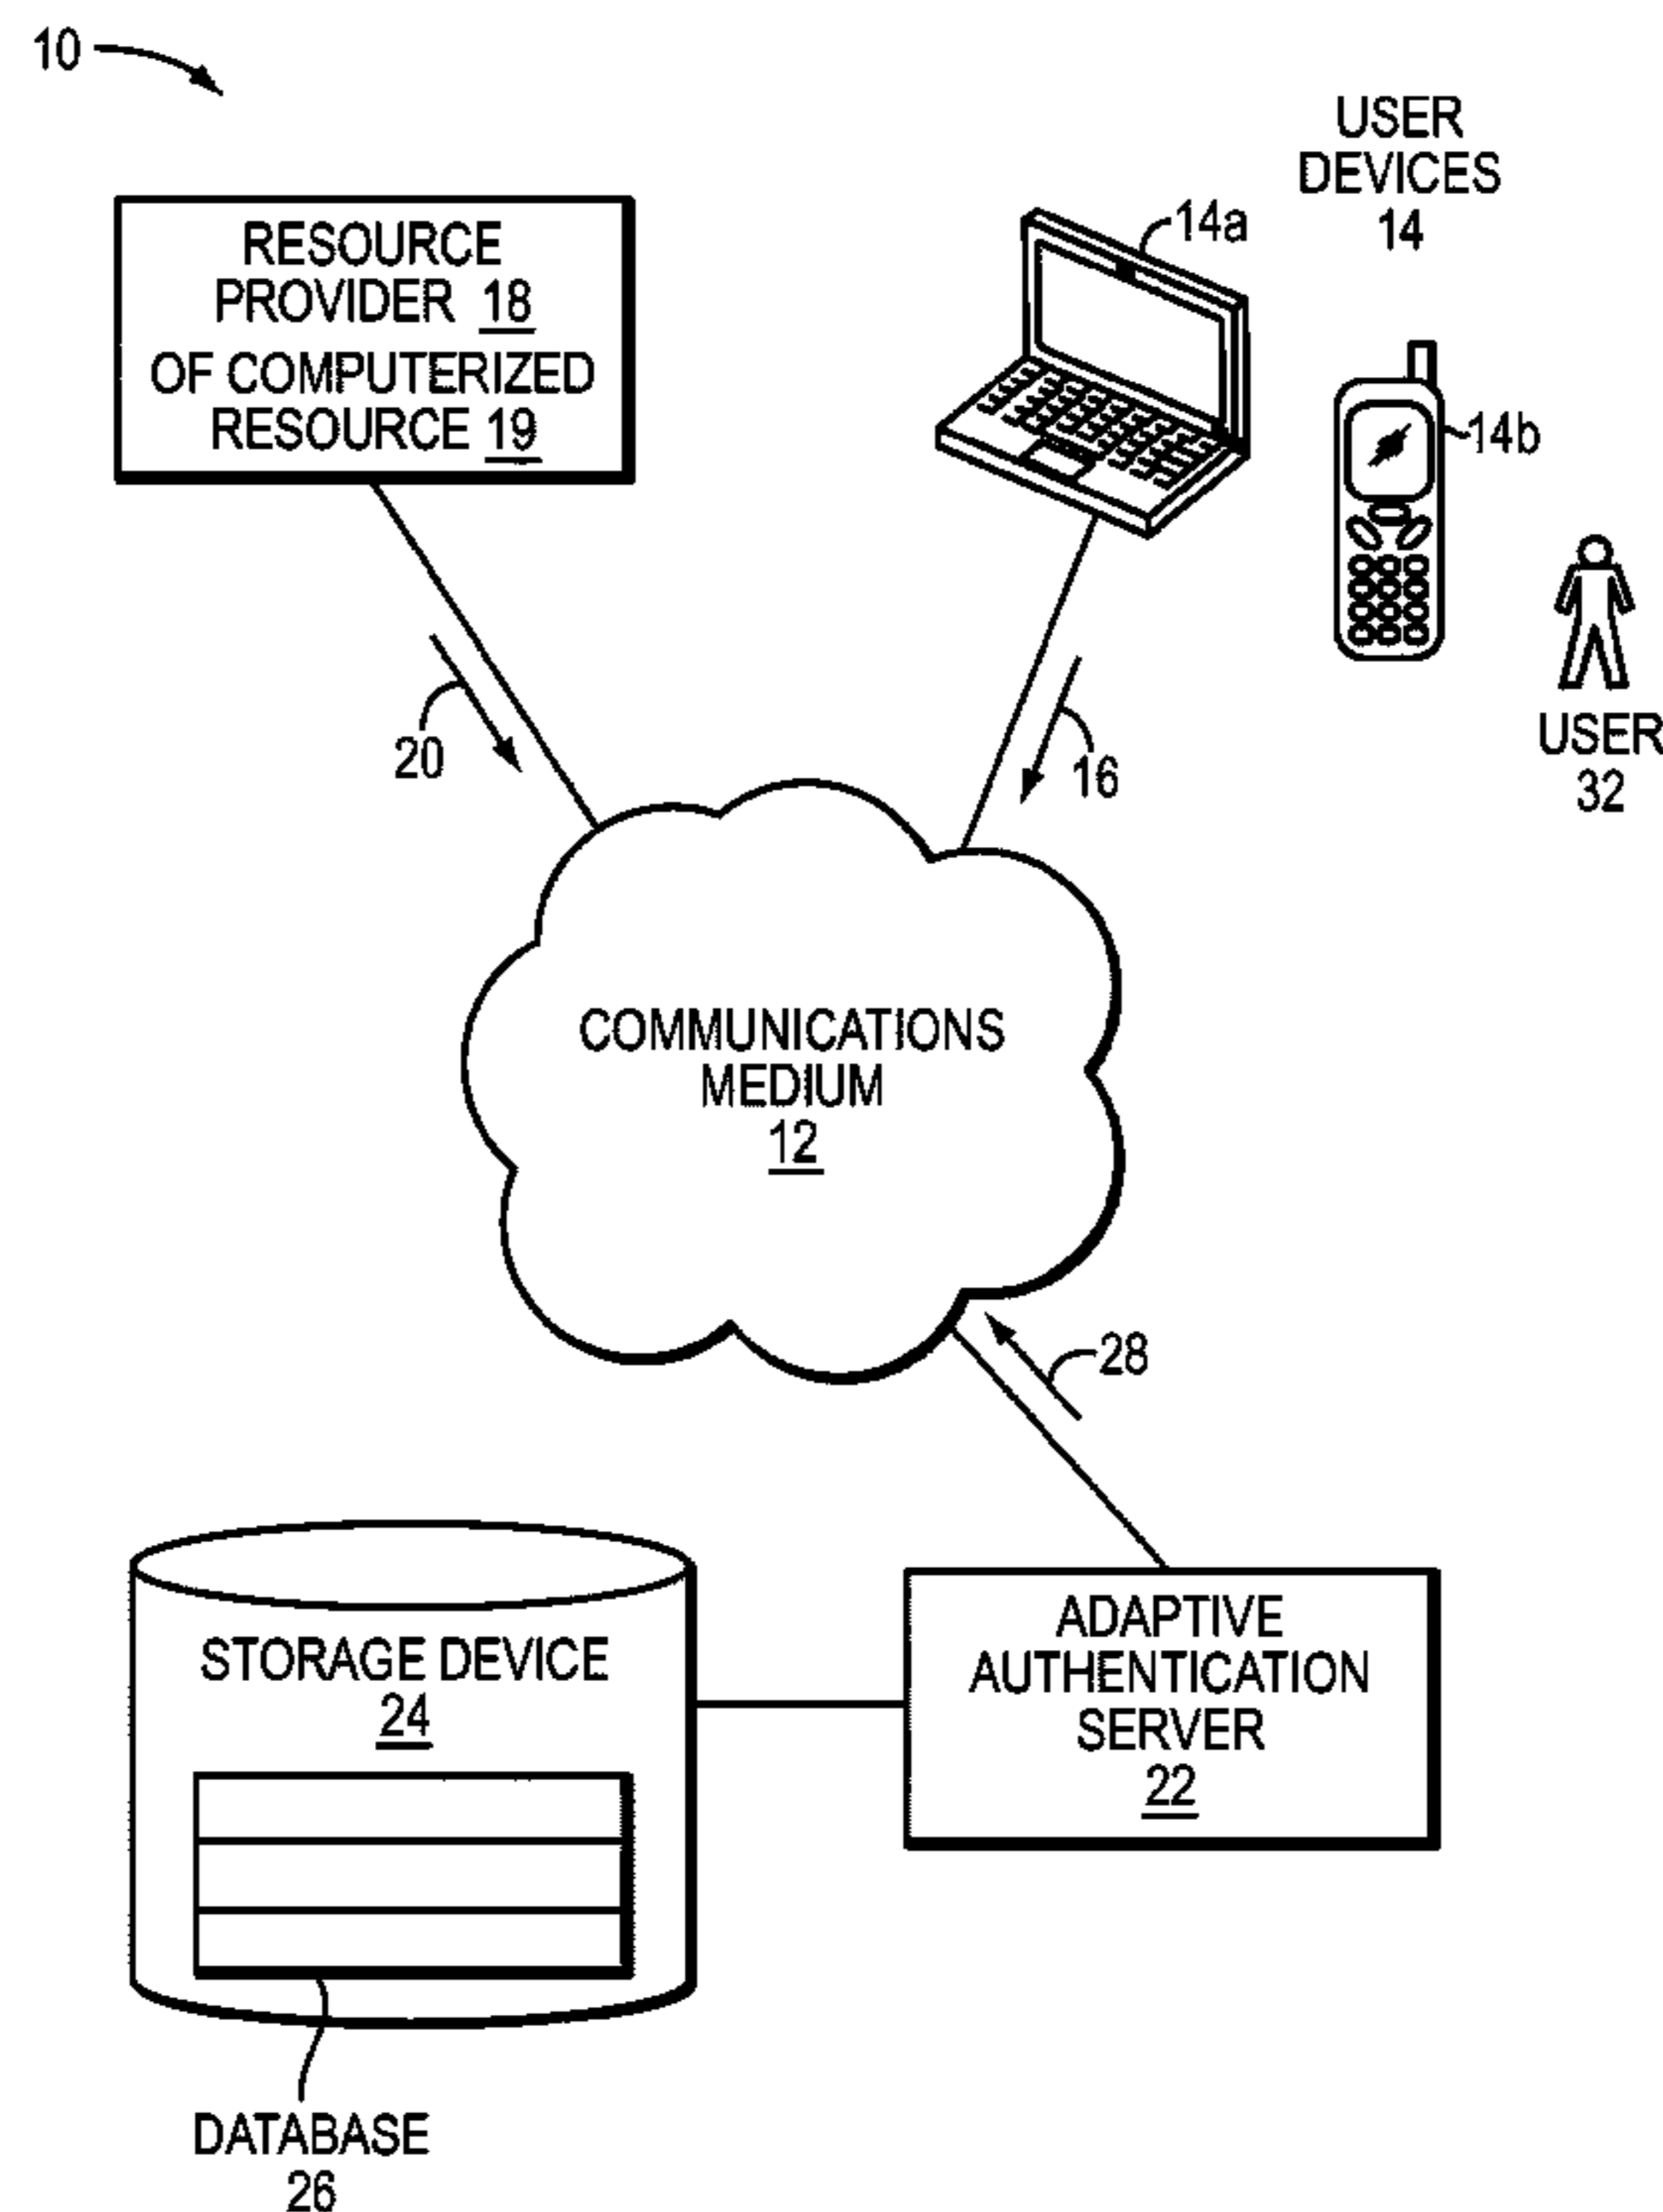 10
USER
DEVICES
14
RESOURCE
PROVIDER 18
OF COMPUTERIZED
RESOURCE 19
14a
14b
USER
32
20
16
COMMUNICATIONS
MEDIUM
12
28
STORAGE DEVICE
24
ADAPTIVE
AUTHENTICATION
SERVER
22
DATABASE
26